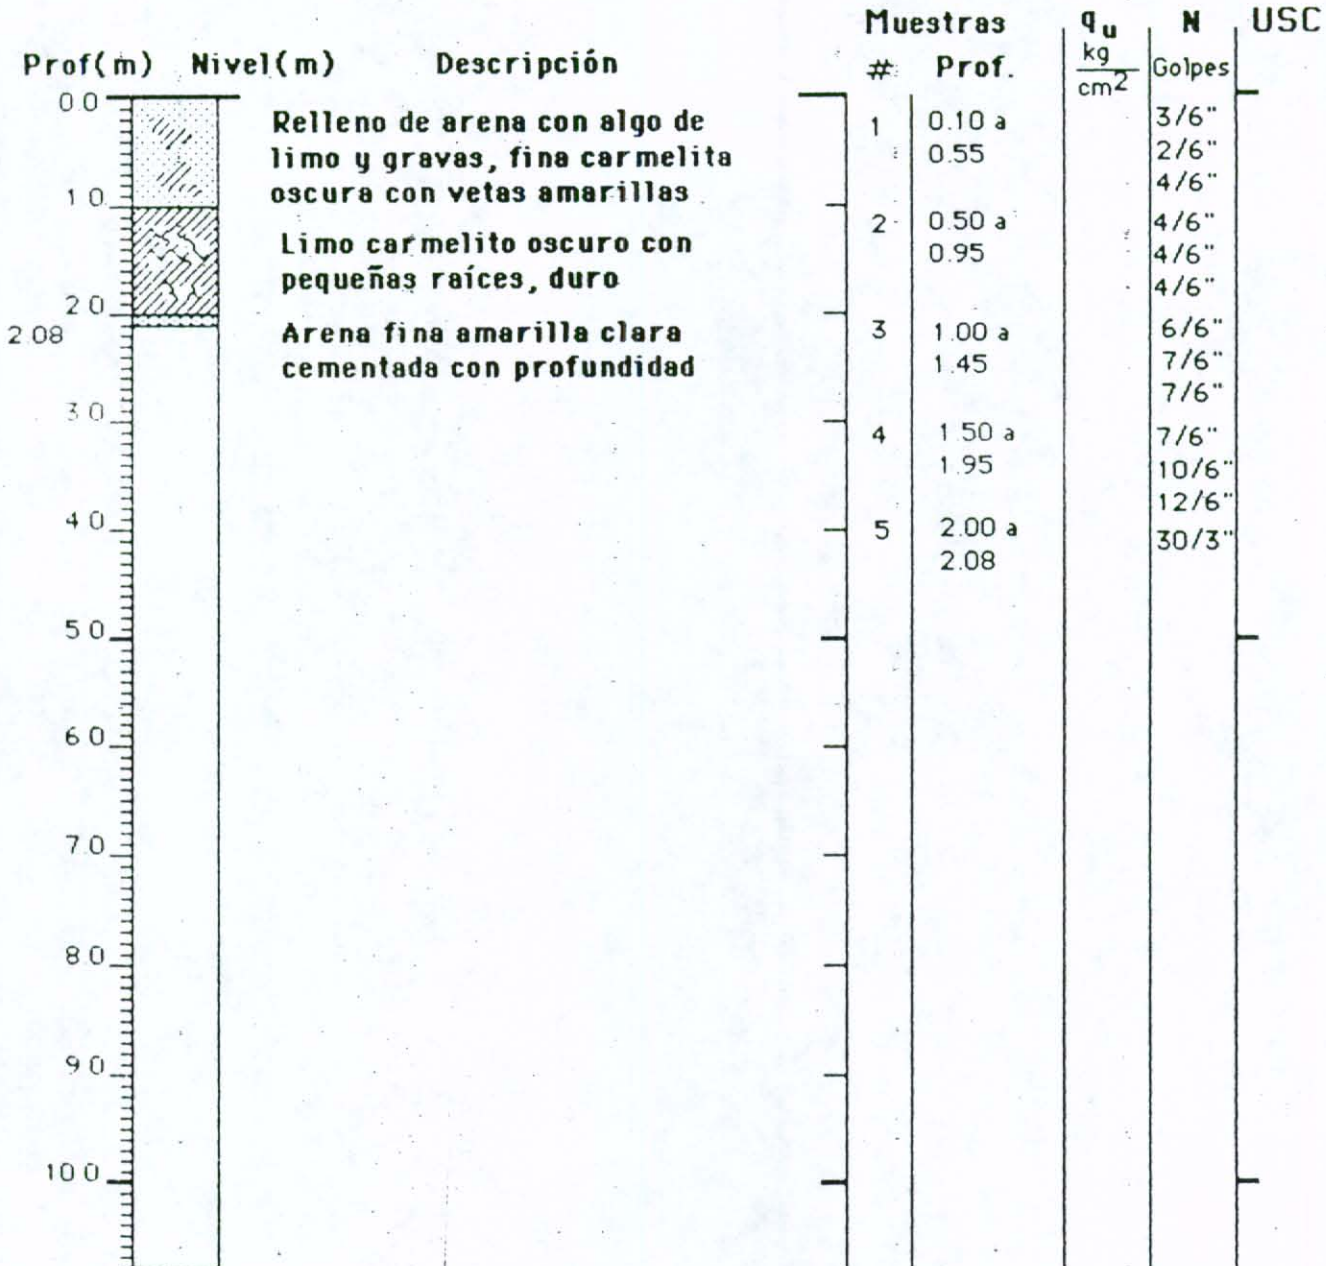 Muestras q u N USC
Prof(m) Nivel(m) Descripción # Prof. kg/cm2 Golpes
0 0
Relleno de arena con algo de
limo y gravas, fina carmelita
oscura con vetas amarillas
1 0
Limo carmelito oscuro con
pequeñas raíces, duro
2 0
2.08
Arena fina amarilla clara
cementada con profundidad
3 0
4 0
5 0
6 0
7.0
8 0
9 0
10 0
1 0.10 a 3/6"
0.55 2/6"
4/6"
2 0.50 a 4/6"
0.95 4/6"
4/6"
3 1.00 a 6/6"
1.45 7/6"
7/6"
4 1.50 a 7/6"
1.95 10/6"
12/6"
5 2.00 a 30/3"
2.08